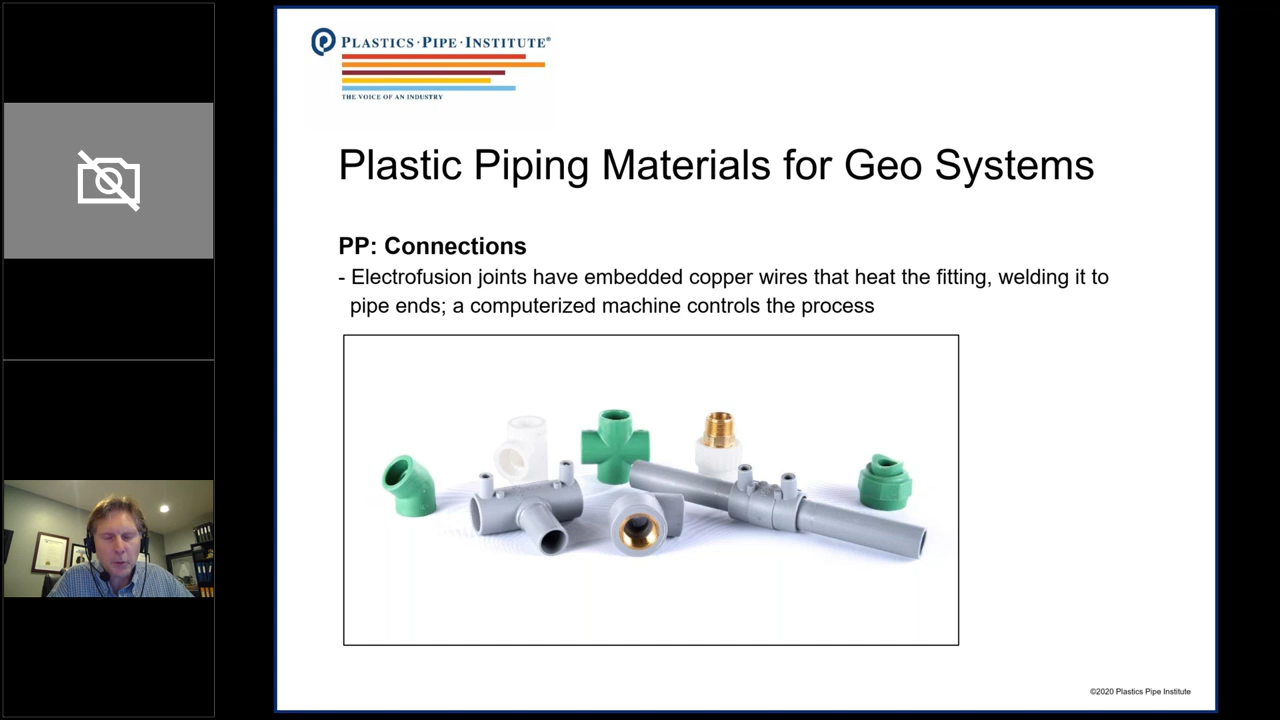 PLASTICS·PIPE·INSTITUTE®
THE VOICE OF AN INDUSTRY
Plastic Piping Materials for Geo Systems
PP: Connections
- Electrofusion joints have embedded copper wires that heat the fitting, welding it to
pipe ends; a computerized machine controls the process
©2020 Plastics Pipe Institute